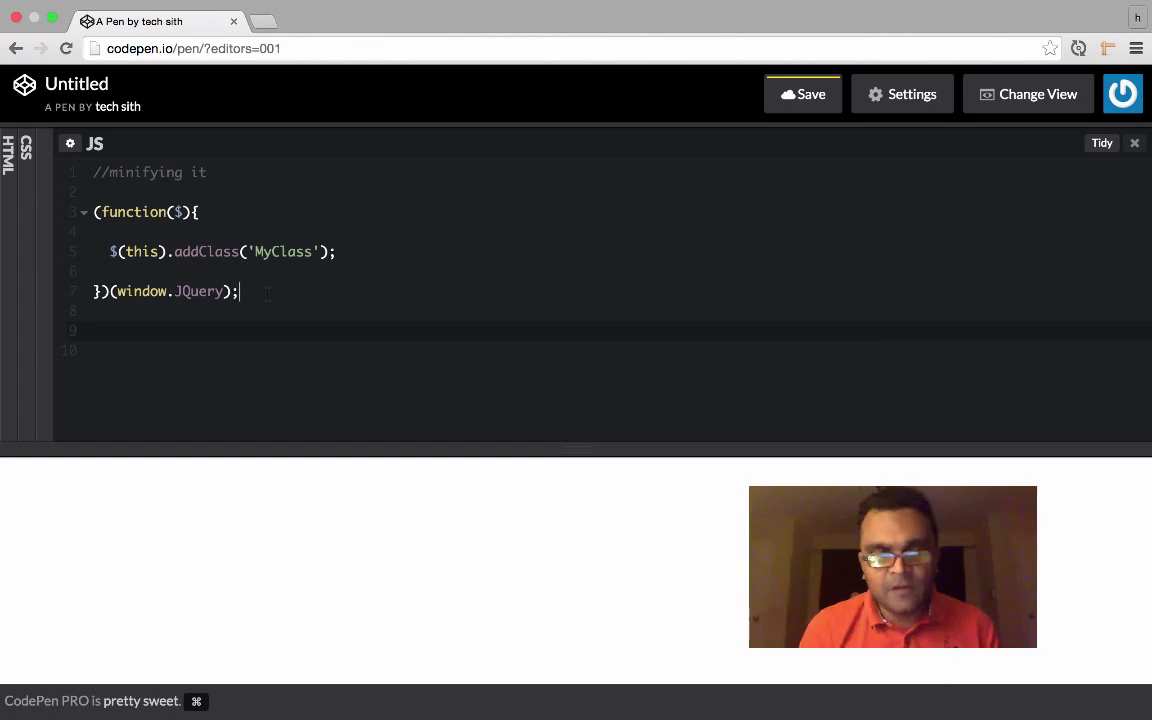 A Pen by tech sith
h
codepen.io/pen/?editors=001
Untitled
A PEN BY tech sith
Save
Settings
Change View
HTML
CSS
JS
Tidy
1 //minifying it
2
3 (function($){
4
5 $(this).addClass('MyClass');
6
7 })(window.JQuery);
8
9
10
CodePen PRO is pretty sweet. ⌘